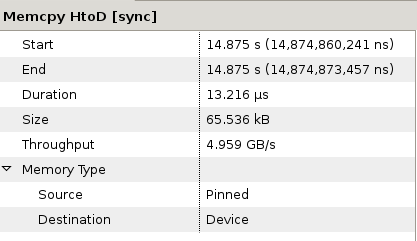 Memcpy HtoD [sync]
Start 14.875 s (14,874,860,241 ns)
End 14.875 s (14,874,873,457 ns)
Duration 13.216 μs
Size 65.536 kB
Throughput 4.959 GB/s
Memory Type
Source Pinned
Destination Device